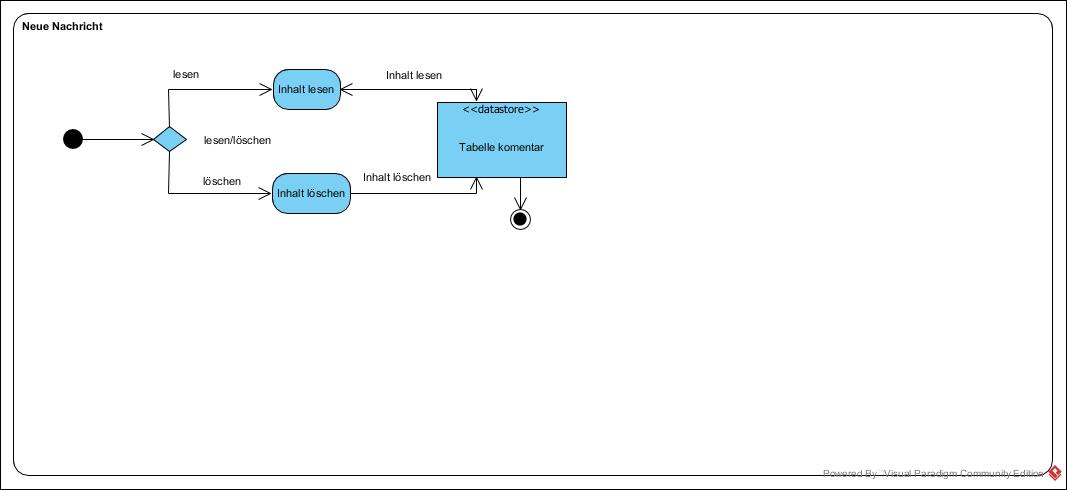 Neue Nachricht
lesen
Inhalt lesen
Inhalt lesen
<<datastore>>
Tabelle komentar
lesen/löschen
löschen
Inhalt löschen
Inhalt löschen
Powered By Visual Paradigm Community Edition